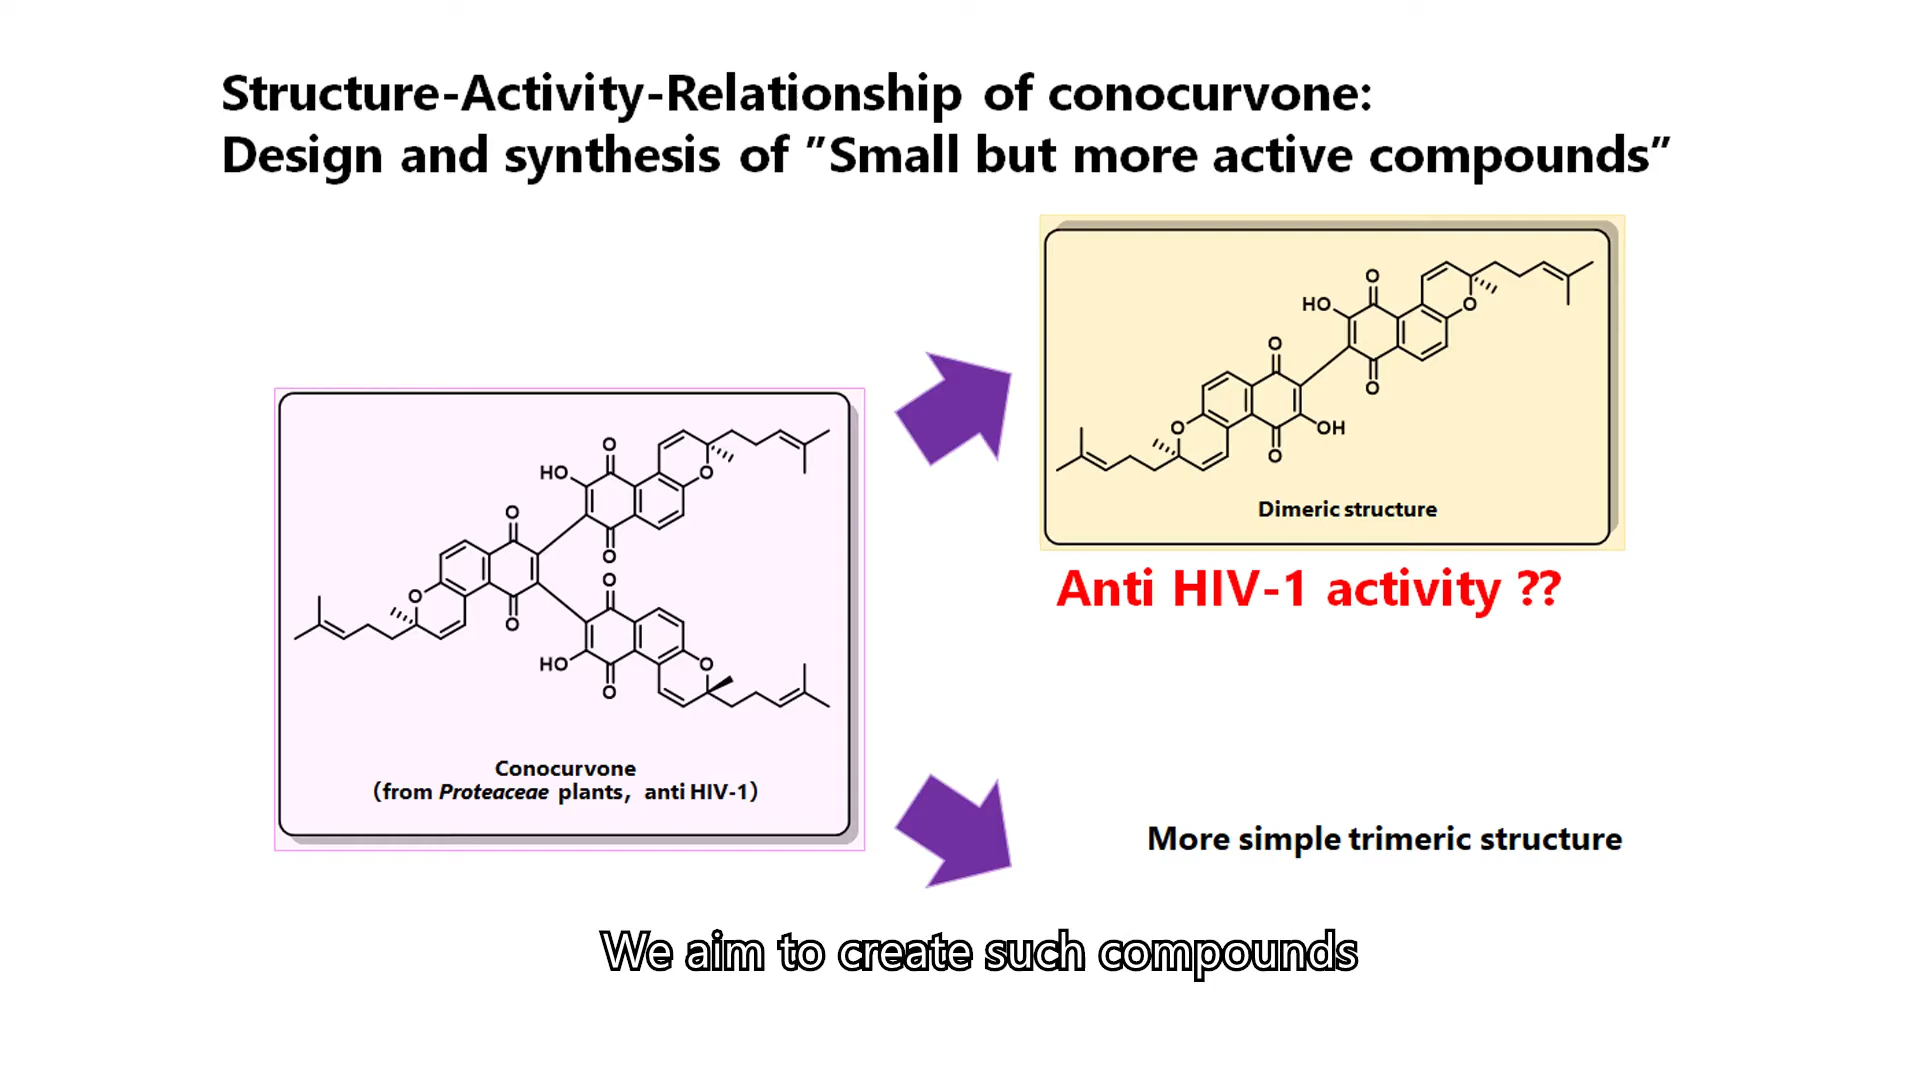 Structure-Activity-Relationship of conocurvone:
Design and synthesis of ”Small but more active compounds”
O
HO
O
O
O
O
O
O
O
HO
O
O
Conocurvone
(from Proteaceae plants, anti HIV-1)
O
HO
O
O
O
O
OH
O
Dimeric structure
Anti HIV-1 activity ??
More simple trimeric structure
We aim to create such compounds